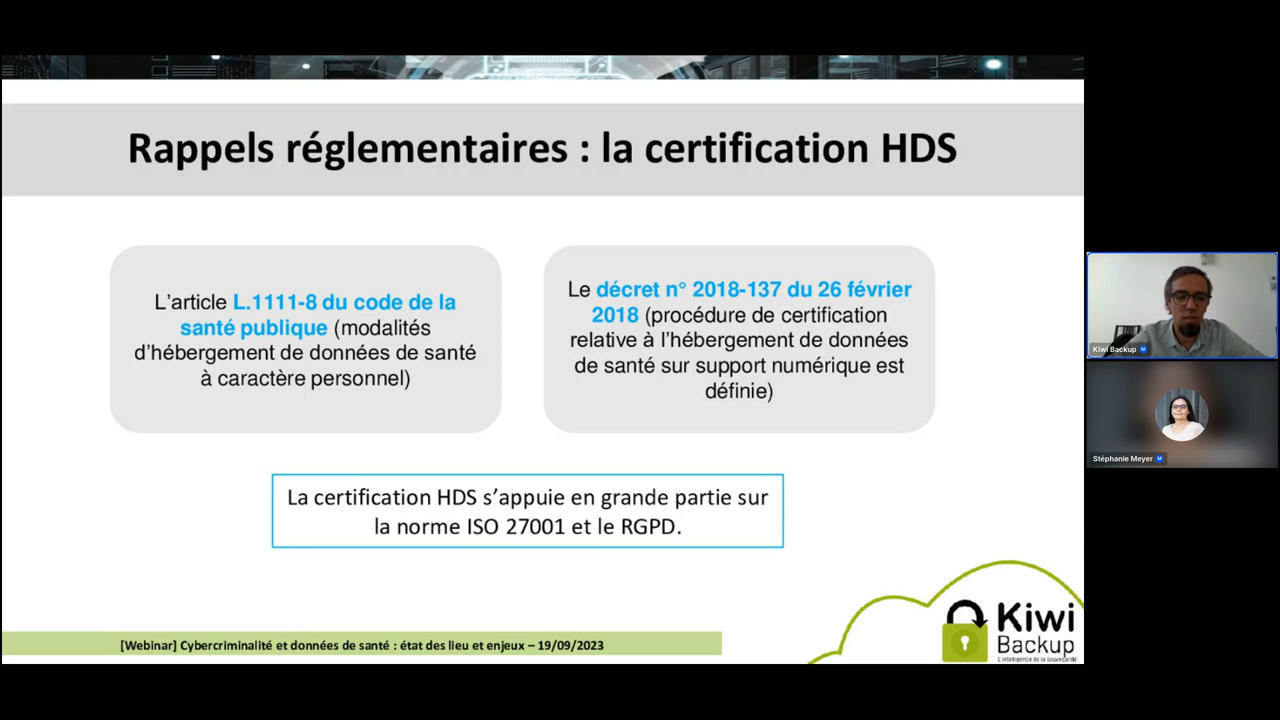 Rappels réglementaires : la certification HDS
L’article L.1111-8 du code de la
santé publique (modalités
d’hébergement de données de santé
à caractère personnel)
Le décret n° 2018-137 du 26 février
2018 (procédure de certification
relative à l’hébergement de données
de santé sur support numérique est
définie)
La certification HDS s’appuie en grande partie sur
la norme ISO 27001 et le RGPD.
[Webinar] Cybercriminalité et données de santé : état des lieu et enjeux – 19/09/2023
Kiwi
Backup
L'intelligence de la sauvegarde
Kiwi Backup M
Stéphanie Meyer M